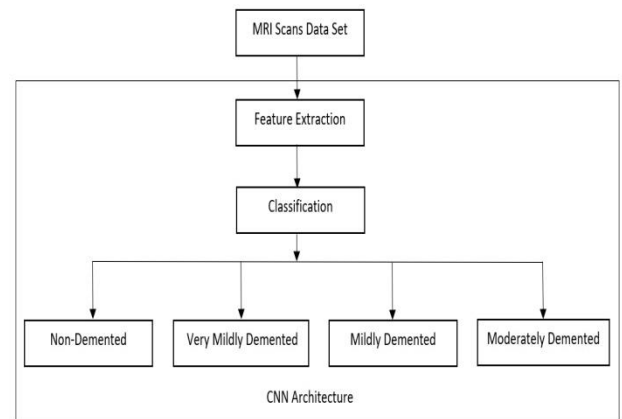 MRI Scans Data Set
Feature Extraction
Classification
Non-Demented
Very Mildly Demented
Mildly Demented
Moderately Demented
CNN Architecture